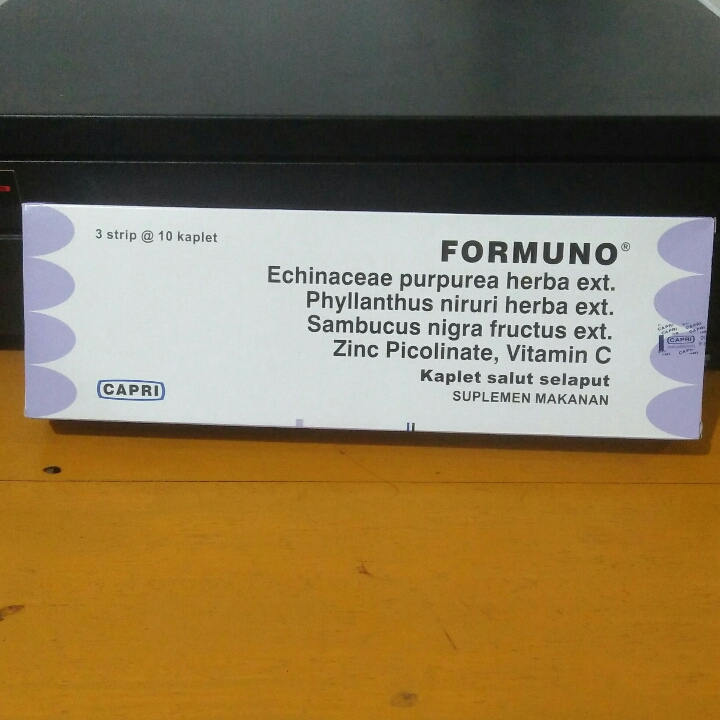 3 strip @ 10 kaplet
FORMUNO®
Echinaceae purpurea herba ext.
Phyllanthus niruri herba ext.
Sambucus nigra fructus ext.
Zinc Picolinate, Vitamin C
Kaplet salut selaput
SUPLEMEN MAKANAN
CAPRI
CAPRI